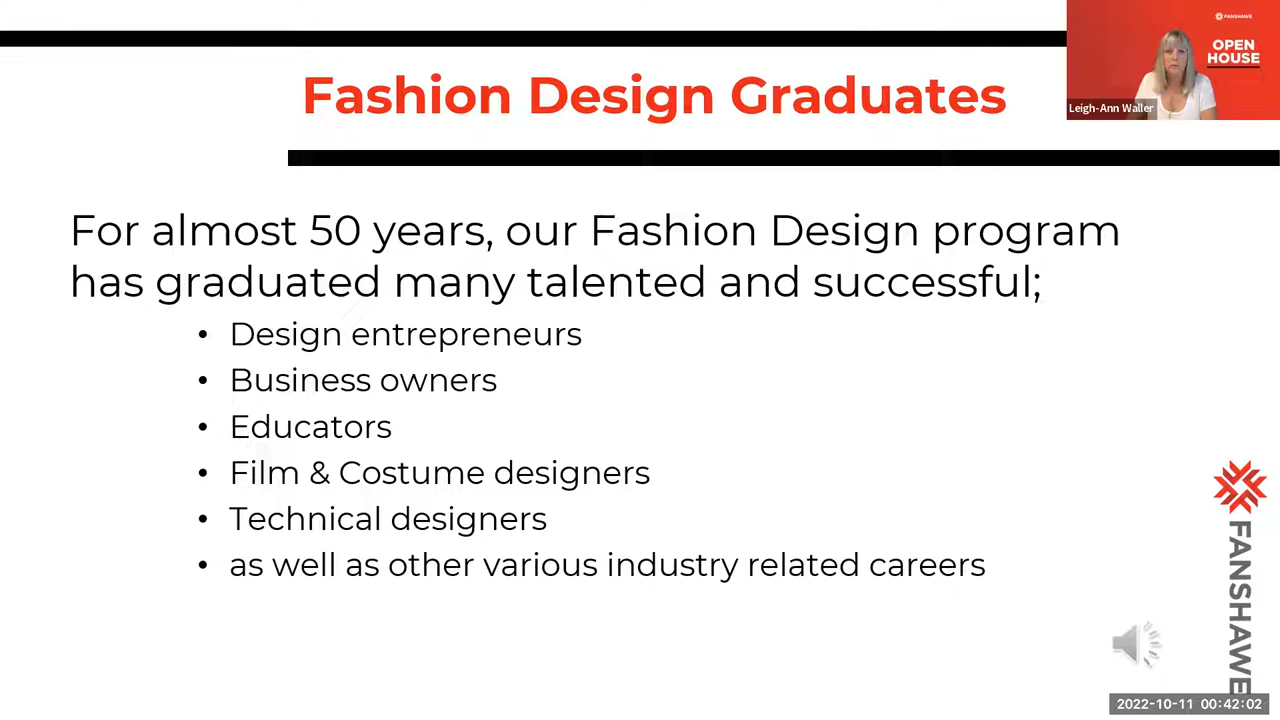 FANSHAWE
OPEN
HOUSE
Leigh-Ann Waller
Fashion Design Graduates
For almost 50 years, our Fashion Design program
has graduated many talented and successful;
• Design entrepreneurs
• Business owners
• Educators
• Film & Costume designers
• Technical designers
• as well as other various industry related careers
FANSHAWE
2022-10-11 00:42:02